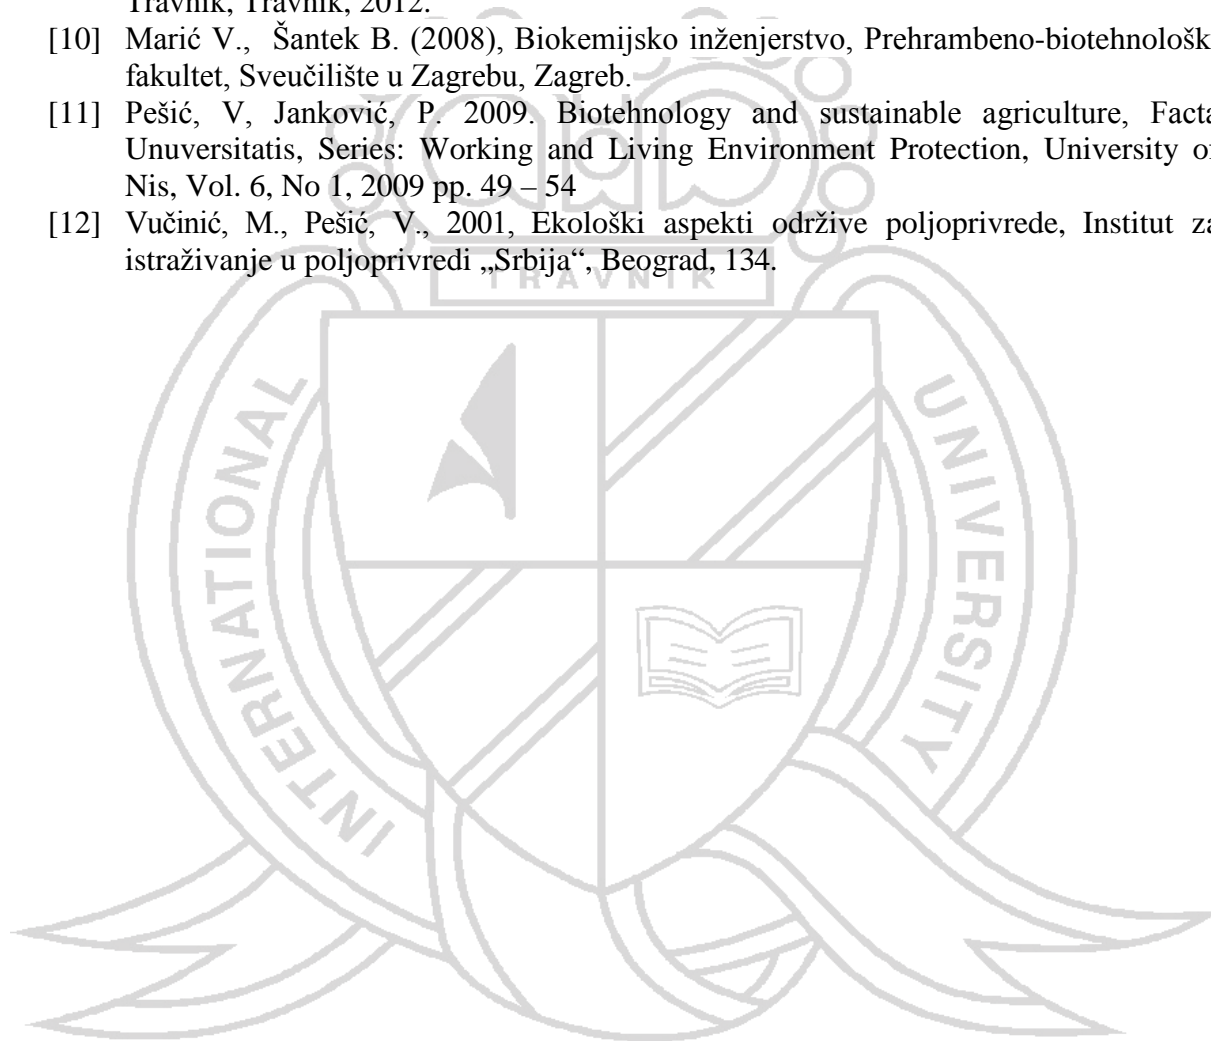 Travnik, Travnik, 2012.
[10] Marić V., Šantek B. (2008), Biokemijsko inženjerstvo, Prehrambeno-biotehnološk
fakultet, Sveučilište u Zagrebu, Zagreb.
[11] Pešić, V, Janković, P. 2009. Biotehnology and sustainable agriculture, Facta
Unuversitatis, Series: Working and Living Environment Protection, University of
Nis, Vol. 6, No 1, 2009 pp. 49 – 54
[12] Vučinić, M., Pešić, V., 2001, Ekološki aspekti održive poljoprivrede, Institut za
istraživanje u poljoprivredi „Srbija“, Beograd, 134.
TRAVNIK
INTERNATIONAL
UNIVERSITY